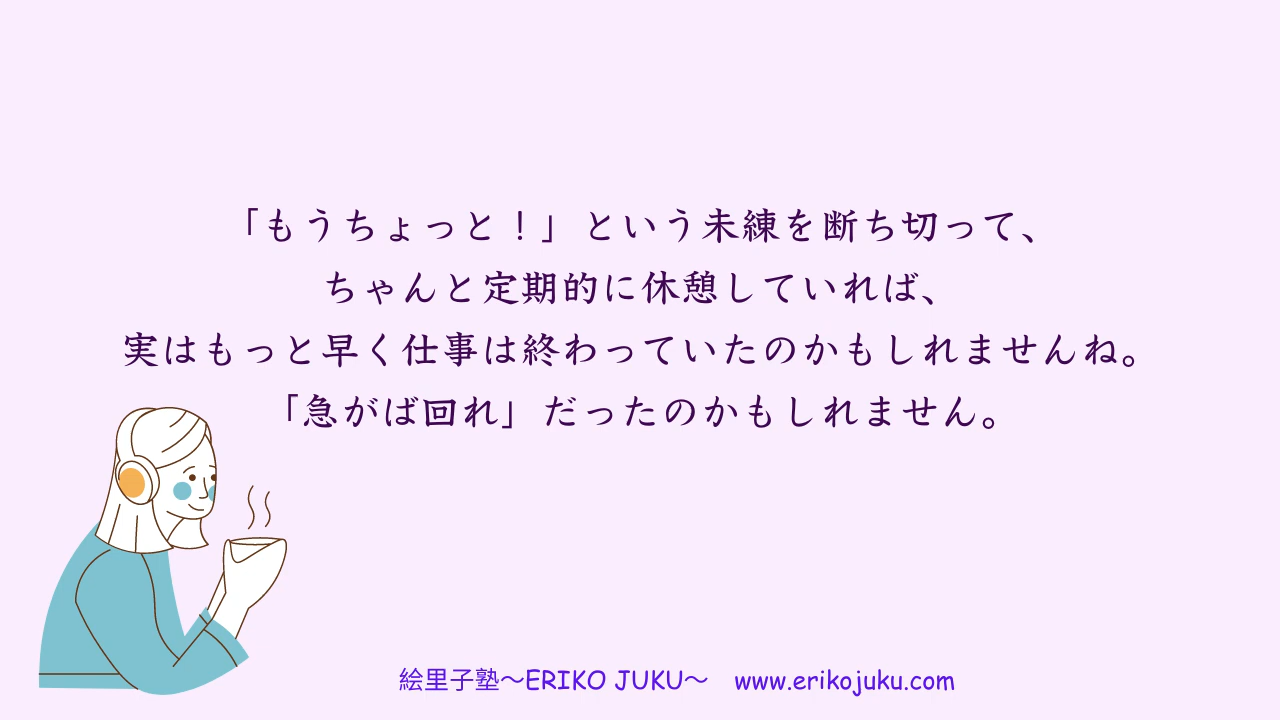 「もうちょっと！」という未練を断ち切って、
ちゃんと定期的に休憩していれば、
実はもっと早く仕事は終わっていたのかもしれませんね。
「急がば回れ」だったのかもしれません。
絵里子塾〜ERIKO JUKU〜　www.erikojuku.com